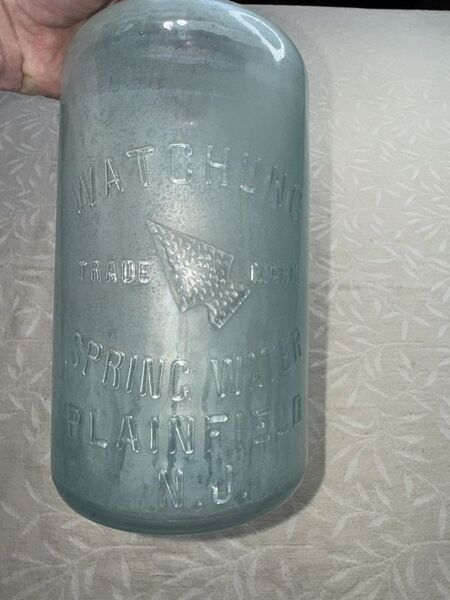 WATCHUNG
TRADE MARK
SPRING WATER
PLAINFIELD
N.J.